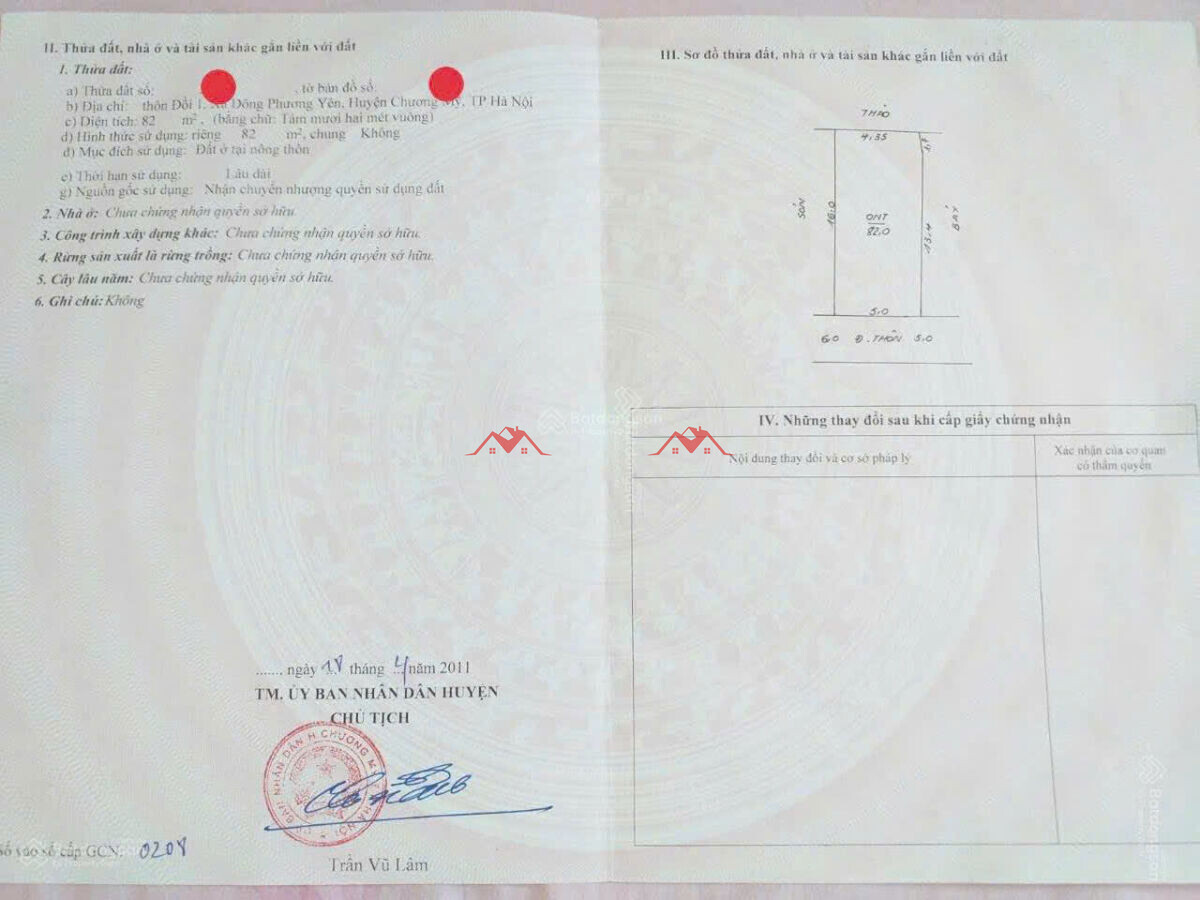 II. Thửa đất, nhà ở và tài sản khác gắn liền với đất
1. Thửa đất:
a) Thửa đất số: , tờ bản đồ số:
b) Địa chỉ: thôn Đồi 1, Xã Đông Phương Yên, Huyện Chương Mỹ, TP Hà Nội
c) Diện tích: 82 m², (bằng chữ: Tám mươi hai mét vuông)
d) Hình thức sử dụng: riêng 82 m², chung Không
đ) Mục đích sử dụng: Đất ở tại nông thôn
e) Thời hạn sử dụng: Lâu dài
g) Nguồn gốc sử dụng: Nhận chuyển nhượng quyền sử dụng đất
2. Nhà ở: Chưa chứng nhận quyền sở hữu.
3. Công trình xây dựng khác: Chưa chứng nhận quyền sở hữu.
4. Rừng sản xuất là rừng trồng: Chưa chứng nhận quyền sở hữu.
5. Cây lâu năm: Chưa chứng nhận quyền sở hữu.
6. Ghi chú: Không
......, ngày 18 tháng 4 năm 2011
TM. ỦY BAN NHÂN DÂN HUYỆN
CHỦ TỊCH
Trần Vũ Lâm
Số vào sổ cấp GCN: 0208
III. Sơ đồ thửa đất, nhà ở và tài sản khác gắn liền với đất
THẢO
4,35
SƠN
18,0
ONT
82,0
15,4
BẢY
5,0
6,0 Đ. THÔN 5,0
IV. Những thay đổi sau khi cấp giấy chứng nhận
Nội dung thay đổi và cơ sở pháp lý
Xác nhận của cơ quan
có thẩm quyền
Batdongsan